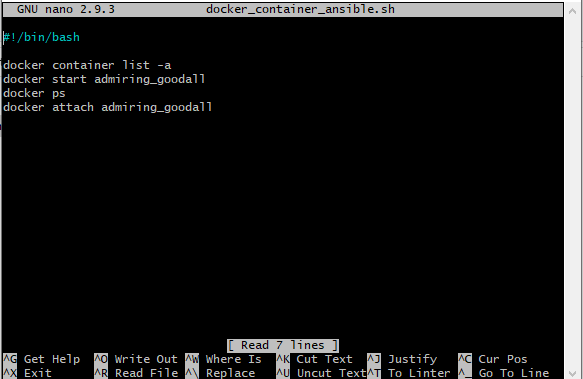 GNU nano 2.9.3 docker_container_ansible.sh
#!/bin/bash
docker container list -a
docker start admiring_goodall
docker ps
docker attach admiring_goodall
[ Read 7 lines ]
^G Get Help ^O Write Out ^W Where Is ^K Cut Text ^J Justify ^C Cur Pos
^X Exit ^R Read File ^\ Replace ^U Uncut Text ^T To Linter ^_ Go To Line